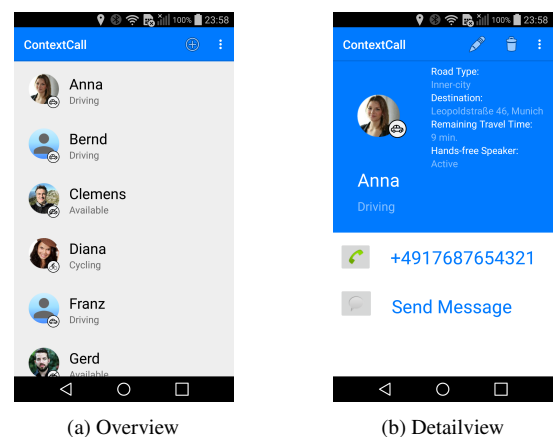 100% 23:58
ContextCall
Anna
Driving
Bernd
Driving
Clemens
Available
Diana
Cycling
Franz
Driving
Gerd
Available
(a) Overview
100% 23:58
ContextCall
Road Type:
Inner-city
Destination:
Leopoldstraße 46, Munich
Remaining Travel Time:
9 min.
Hands-free Speaker:
Active
Anna
Driving
+4917687654321
Send Message
(b) Detailview